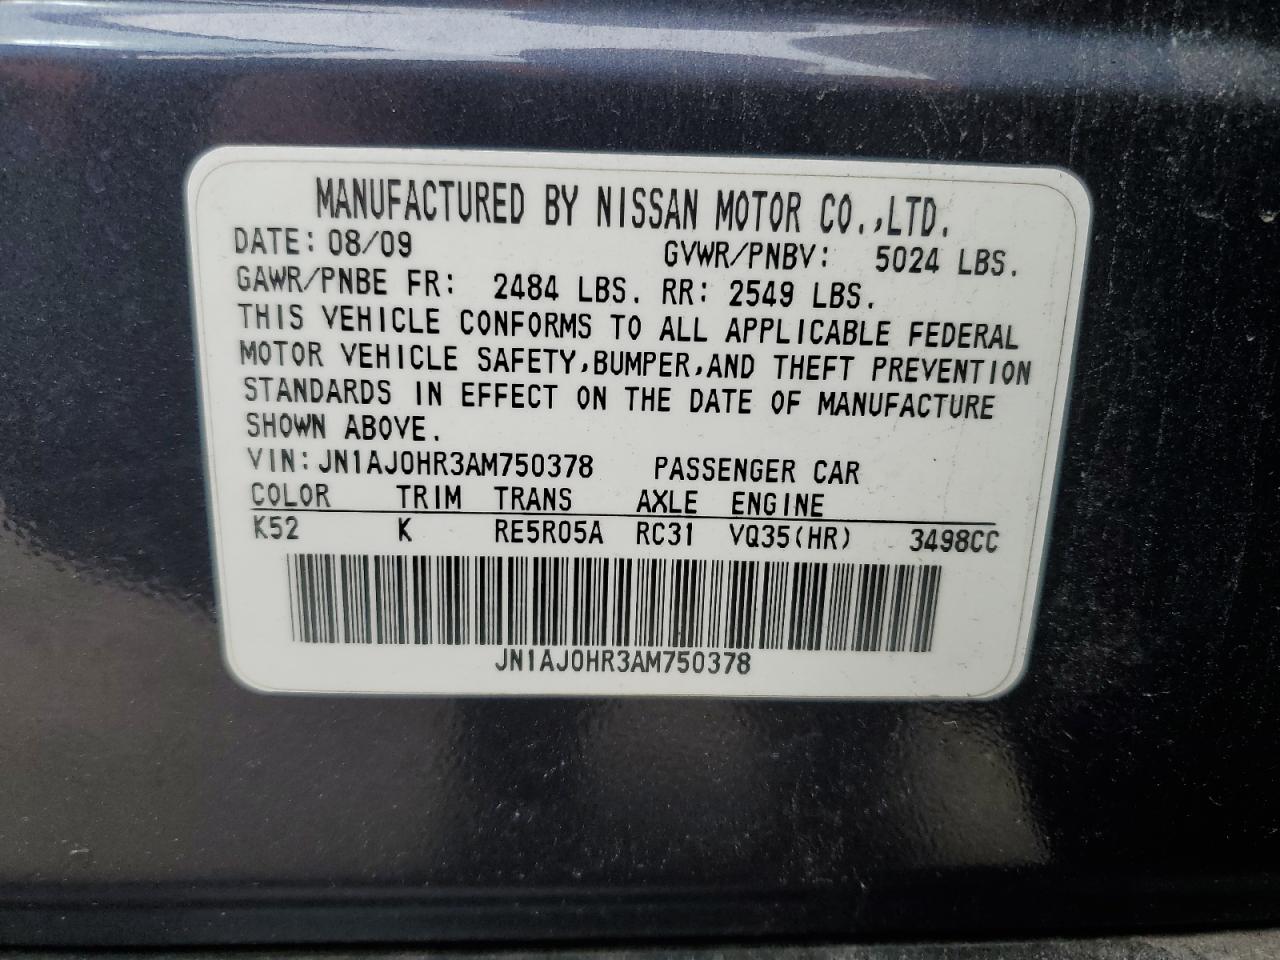 MANUFACTURED BY NISSAN MOTOR CO.,LTD.
DATE: 08/09 GVWR/PNBV: 5024 LBS.
GAWR/PNBE FR: 2484 LBS. RR: 2549 LBS.
THIS VEHICLE CONFORMS TO ALL APPLICABLE FEDERAL
MOTOR VEHICLE SAFETY,BUMPER,AND THEFT PREVENTION
STANDARDS IN EFFECT ON THE DATE OF MANUFACTURE
SHOWN ABOVE.
VIN: JN1AJ0HR3AM750378 PASSENGER CAR
COLOR TRIM TRANS AXLE ENGINE
K52 K RE5R05A RC31 VQ35(HR) 3498CC
JN1AJ0HR3AM750378